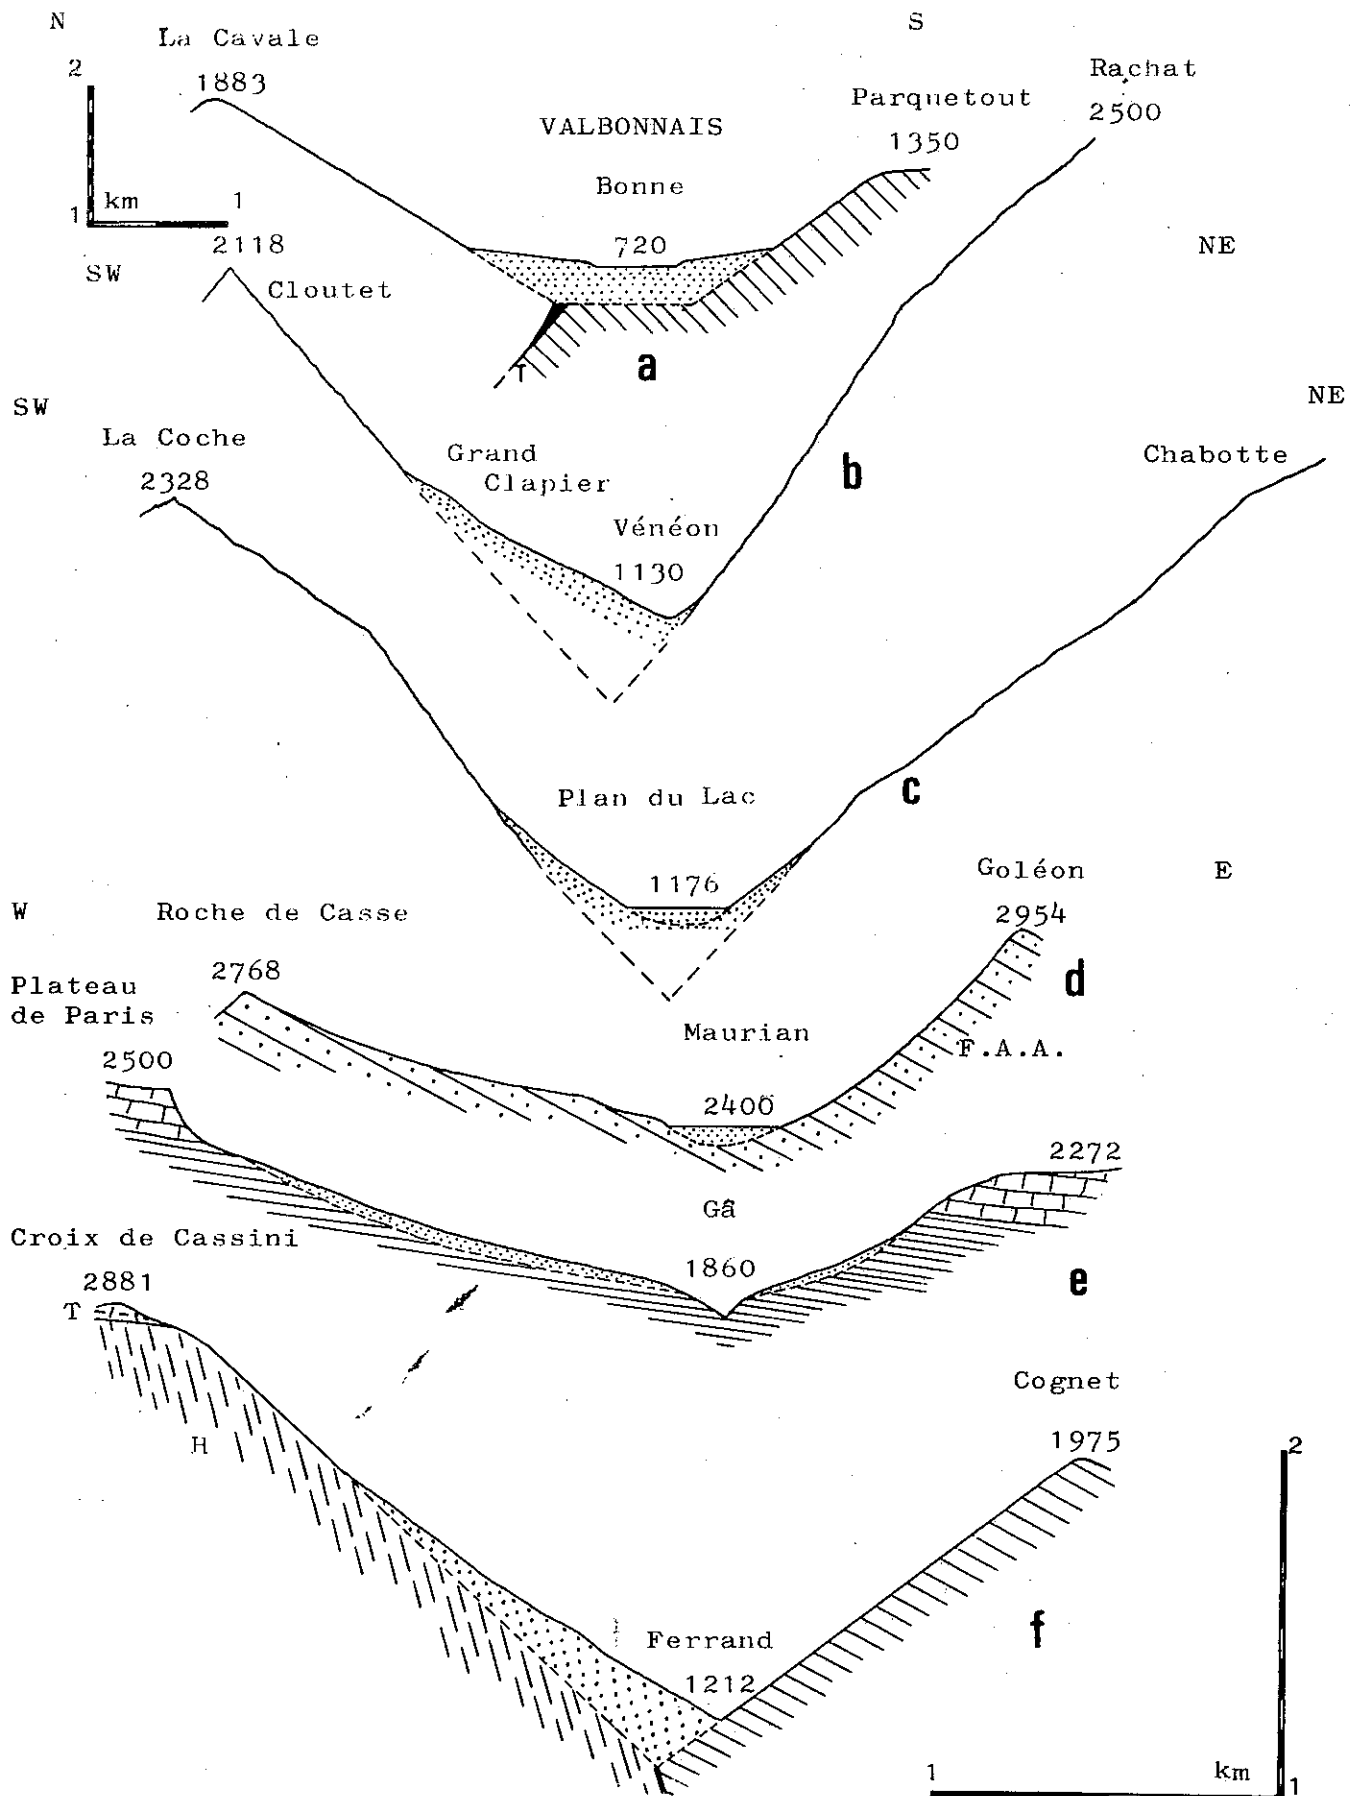 N
S
La Cavale
1883
2
km
1
1
VALBONNAIS
Bonne
720
Parquetout
1350
Rachat
2500
T
a
SW
NE
2118
Cloutet
Grand
Clapier
Vénéon
1130
b
SW
NE
La Coche
2328
Chabotte
Plan du Lac
1176
c
W
E
Roche de Casse
2768
Goléon
2954
Maurian
2400
F.A.A.
d
Plateau
de Paris
2500
Gâ
1860
2272
e
Croix de Cassini
2881
T
H
Ferrand
1212
Cognet
1975
f
2
1
km
1